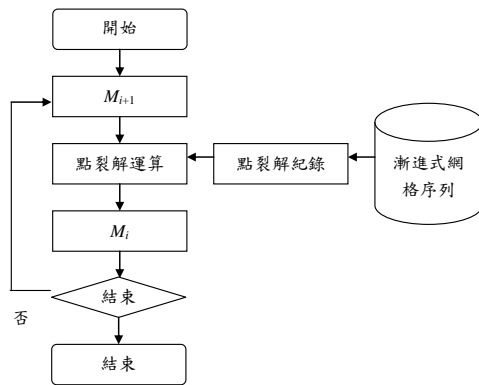 開始
M_{i+1}
點裂解運算
點裂解紀錄
漸進式網
格序列
M_i
結束
否
結束